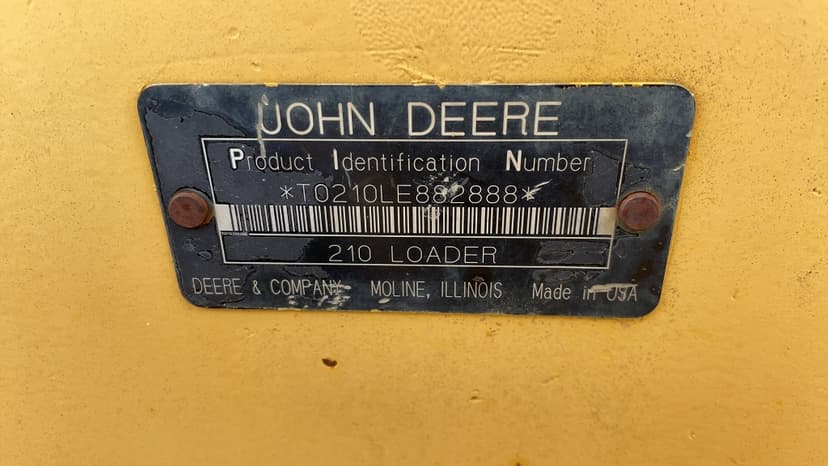 JOHN DEERE
Product Identification Number
*T0210LE882888*
210 LOADER
DEERE & COMPANY MOLINE, ILLINOIS Made in USA